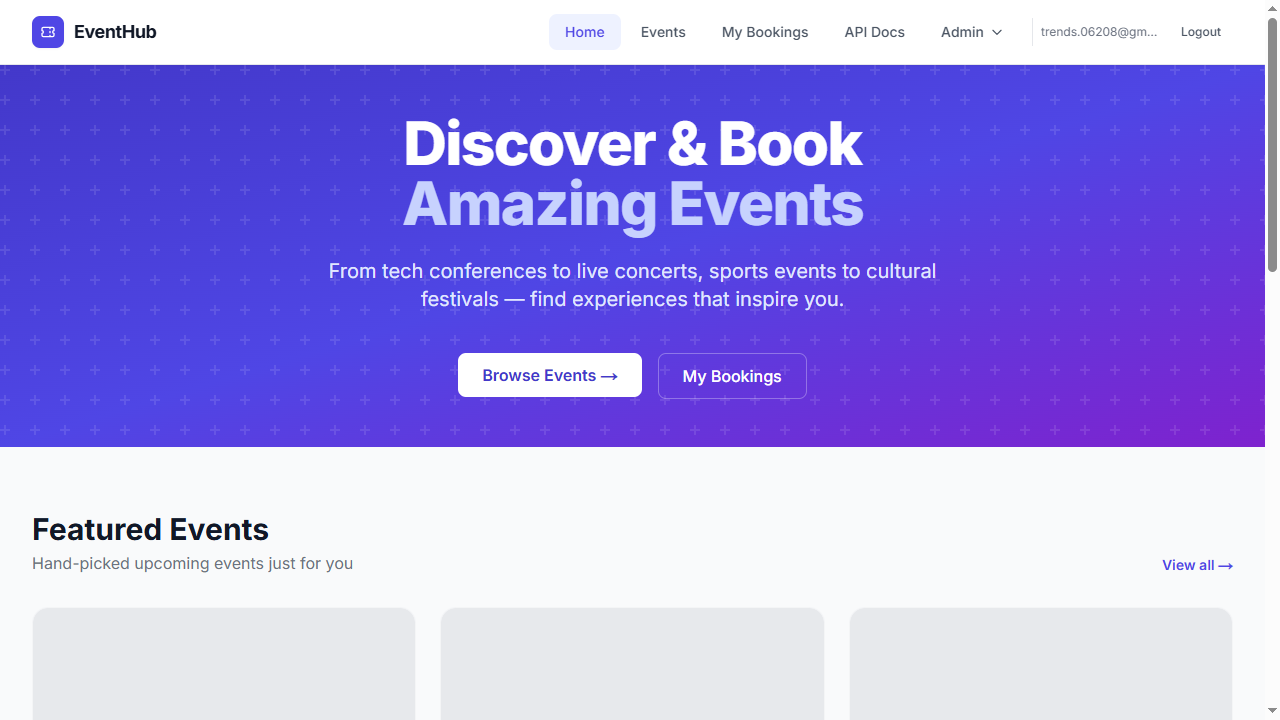 EventHub
Home
Events
My Bookings
API Docs
Admin
trends.06208@gm...
Logout
Discover & Book
Amazing Events
From tech conferences to live concerts, sports events to cultural
festivals — find experiences that inspire you.
Browse Events →
My Bookings
Featured Events
Hand-picked upcoming events just for you
View all →